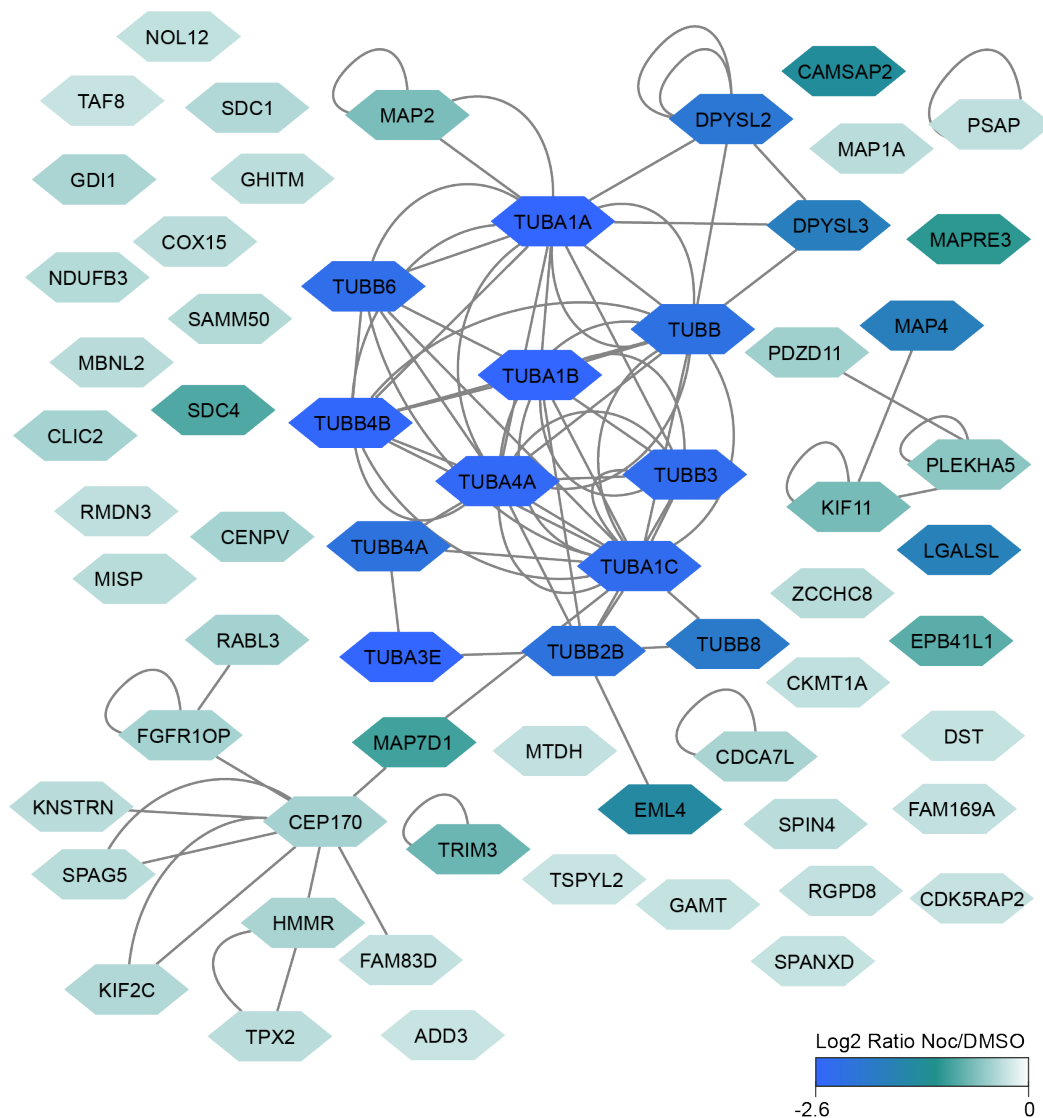 NOL12
TAF8
SDC1
MAP2
DPYSL2
CAMSAP2
PSAP
MAP1A
GDI1
GHITM
TUBA1A
DPYSL3
MAPRE3
COX15
NDUFB3
TUBB6
SAMM50
TUBB
MAP4
PDZD11
MBNL2
TUBA1B
SDC4
TUBB4B
CLIC2
PLEKHA5
TUBA4A
TUBB3
KIF11
RMDN3
CENPV
TUBB4A
LGALSL
MISP
TUBA1C
ZCCHC8
RABL3
TUBA3E
TUBB2B
TUBB8
EPB41L1
CKMT1A
FGFR1OP
MAP7D1
MTDH
CDCA7L
DST
KNSTRN
CEP170
EML4
SPIN4
FAM169A
TRIM3
SPAG5
TSPYL2
GAMT
RGPD8
CDK5RAP2
HMMR
FAM83D
SPANXD
KIF2C
TPX2
ADD3
Log2 Ratio Noc/DMSO
-2.6
0